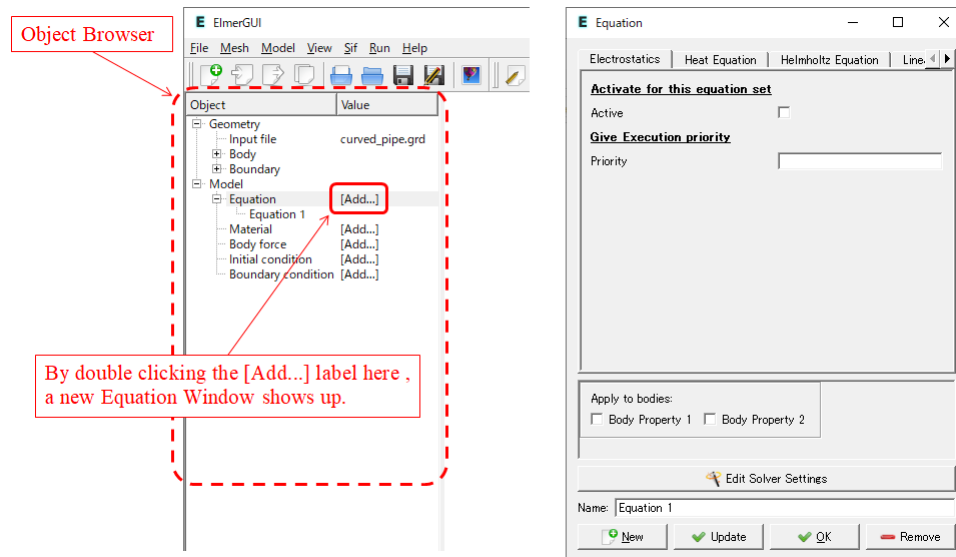 Object Browser
ElmerGUI
File Mesh Model View Sif Run Help
Object Value
Geometry
Input file curved_pipe.grd
Body
Boundary
Model
Equation [Add...]
Equation 1
Material [Add...]
Body force [Add...]
Initial condition [Add...]
Boundary condition [Add...]
By double clicking the [Add...] label here ,
a new Equation Window shows up.
Equation
Electrostatics Heat Equation Helmholtz Equation Line
Activate for this equation set
Active
Give Execution priority
Priority
Apply to bodies:
Body Property 1 Body Property 2
Edit Solver Settings
Name: Equation 1
New Update OK Remove